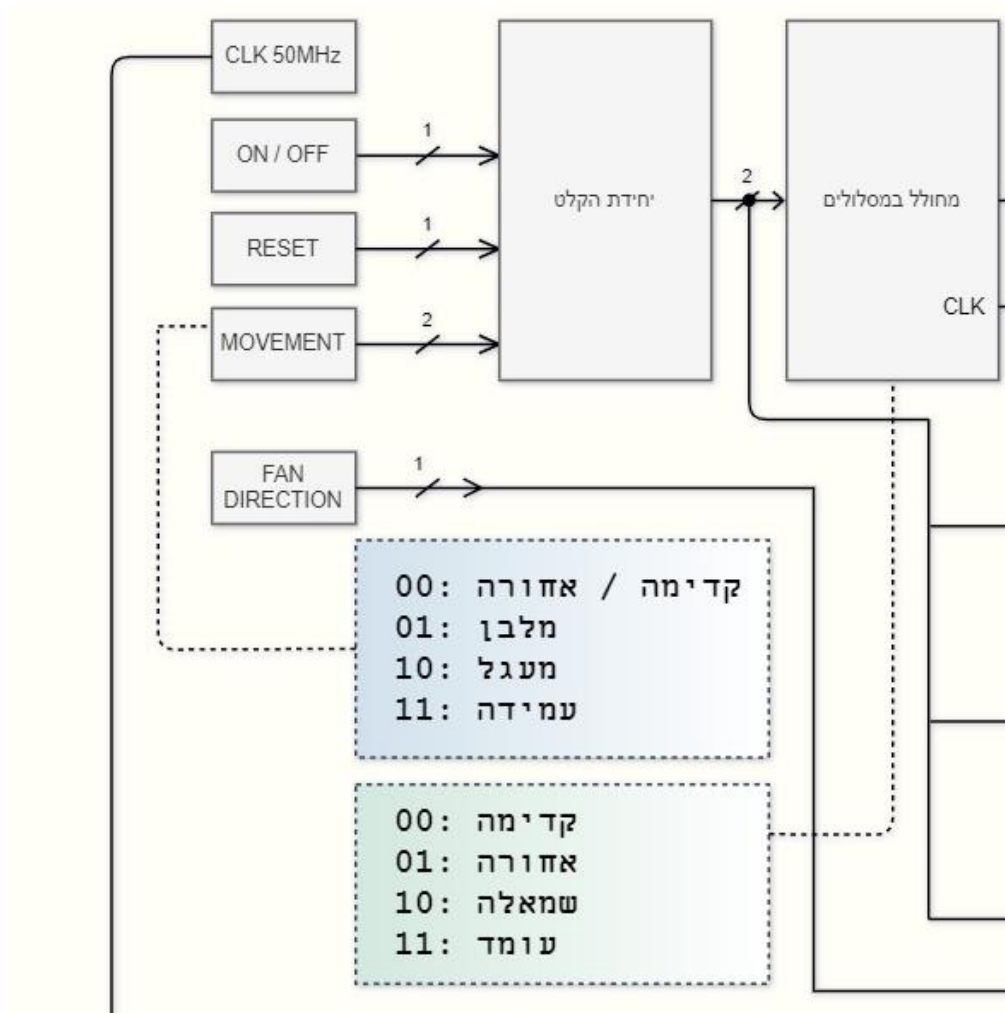 CLK 50MHz
ON / OFF
1
RESET
1
MOVEMENT
2
יחידת הקלט
2
מחולל במסלולים
CLK
FAN
DIRECTION
1
00: קדימה / אחורה
01: מלבן
10: מעגל
11: עמידה
00: קדימה
01: אחורה
10: שמאלה
11: עומד